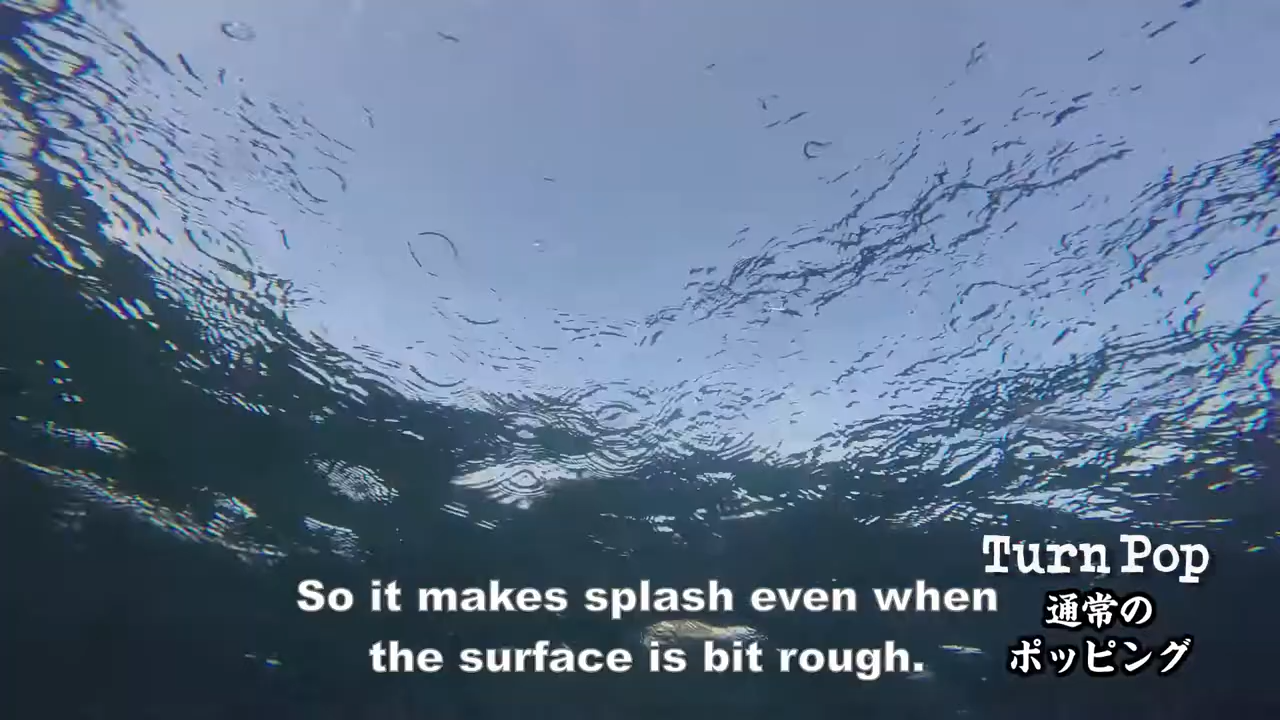 So it makes splash even when
the surface is bit rough.
Turn Pop
通常の
ポッピング